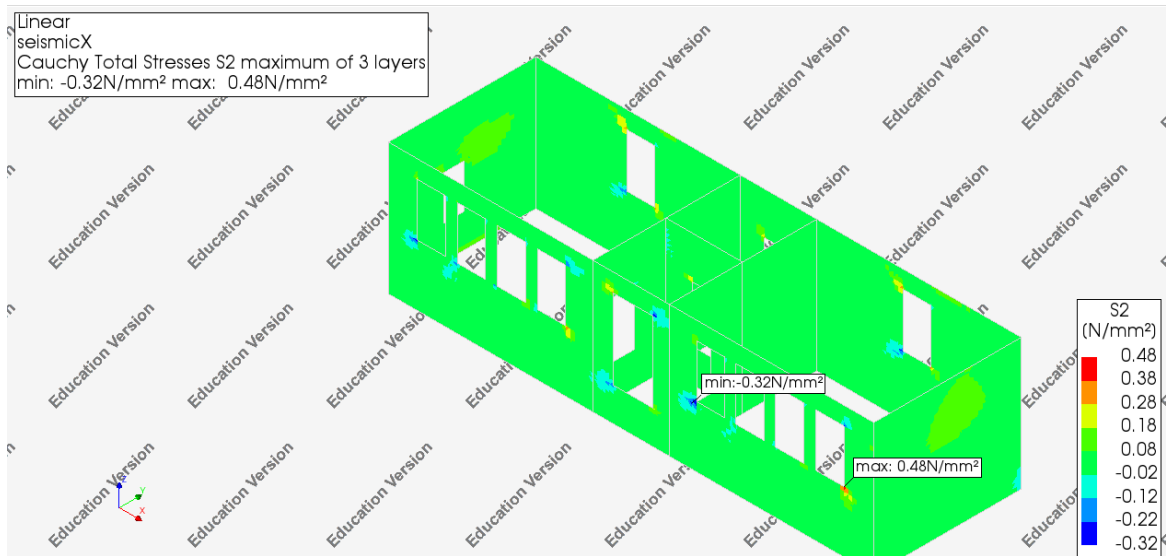 Linear
seismicX
Cauchy Total Stresses S2 maximum of 3 layers
min: -0.32N/mm² max: 0.48N/mm²
Education Version
min:-0.32N/mm²
max: 0.48N/mm²
S2
(N/mm²)
0.48
0.38
0.28
0.18
0.08
-0.02
-0.12
-0.22
-0.32
Z
Y
X